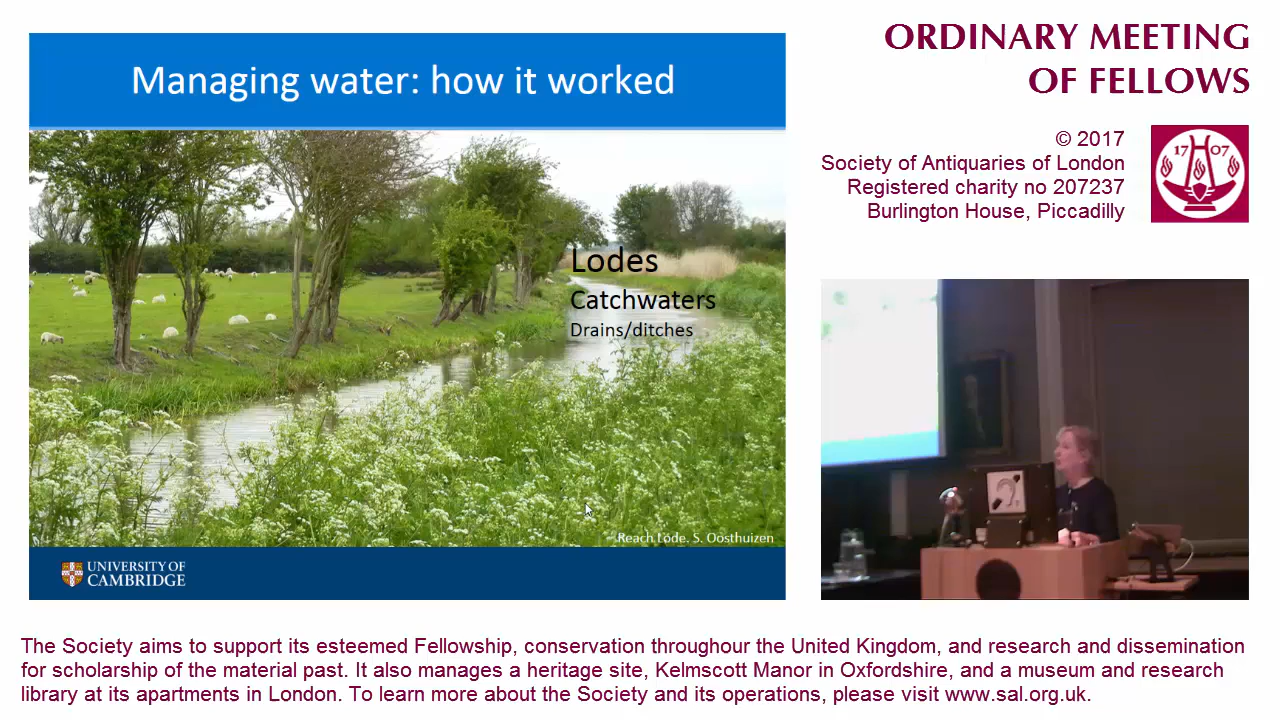 Managing water: how it worked
Lodes
Catchwaters
Drains/ditches
Reach Lode. S. Oosthuizen
UNIVERSITY OF
CAMBRIDGE
ORDINARY MEETING
OF FELLOWS
© 2017
Society of Antiquaries of London
Registered charity no 207237
Burlington House, Piccadilly
17 07
The Society aims to support its esteemed Fellowship, conservation throughour the United Kingdom, and research and dissemination
for scholarship of the material past. It also manages a heritage site, Kelmscott Manor in Oxfordshire, and a museum and research
library at its apartments in London. To learn more about the Society and its operations, please visit www.sal.org.uk.